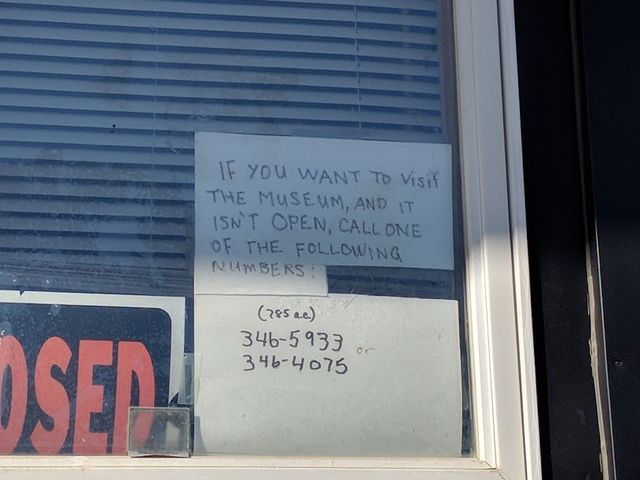 IF YOU WANT TO VisiT
THE MUSEUM, AND IT
ISN'T OPEN, CALL ONE
OF THE FOLLOWING
NUMBERS:
(785 a.c)
346-5933 or
346-4075
OSED